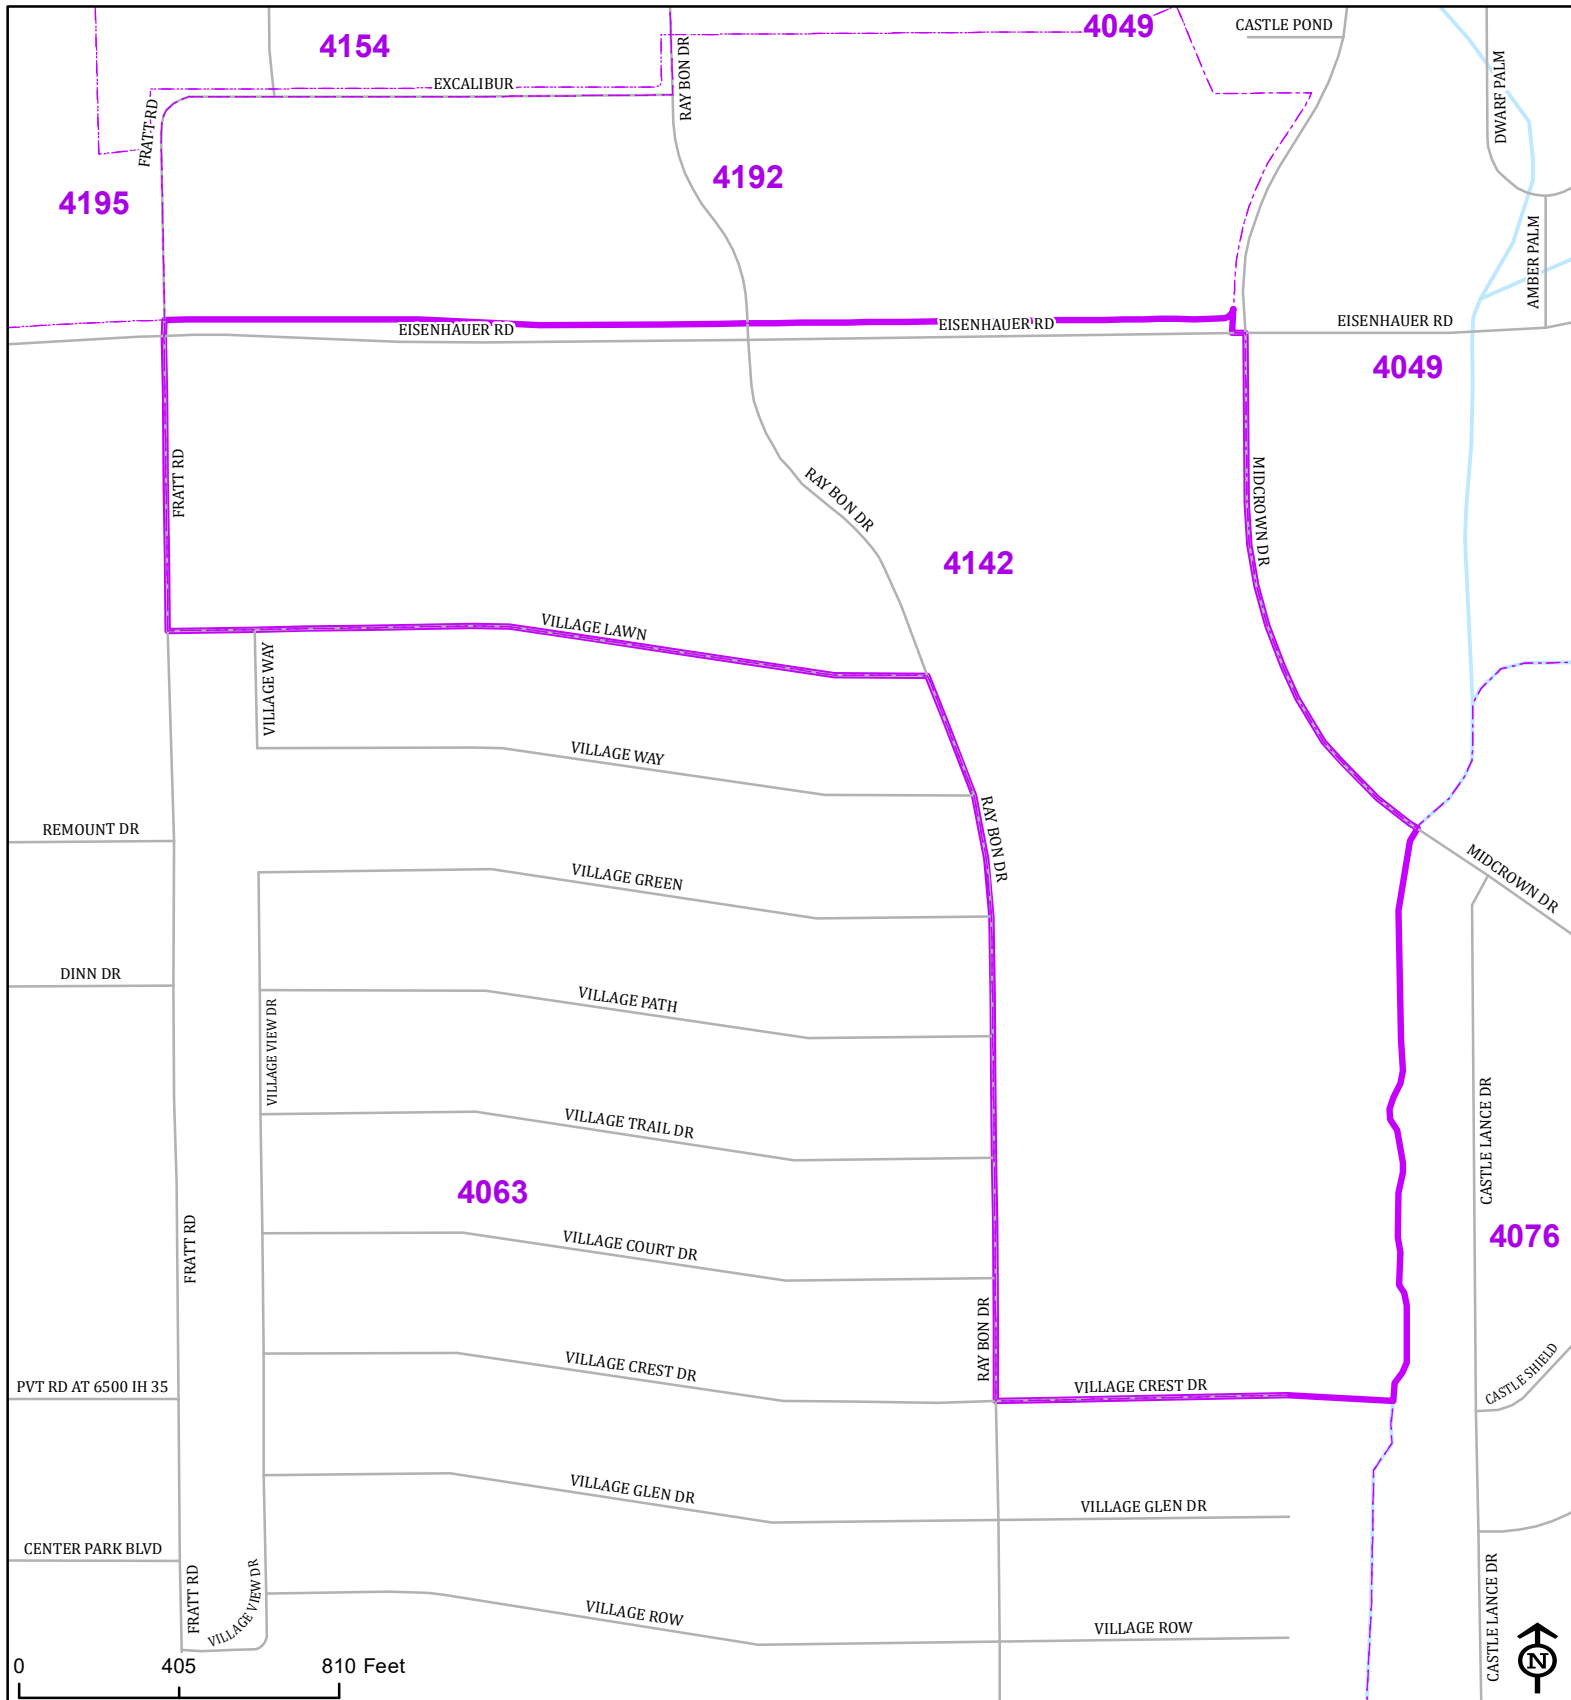 4154
4049
CASTLE POND
EXCALIBUR
RAY BON DR
DWARF PALM
FRATT RD
4192
4195
AMBER PALM
EISENHAUER RD
EISENHAUER RD
EISENHAUER RD
4049
FRATT RD
RAY BON DR
MIDCROWN DR
4142
VILLAGE LAWN
VILLAGE WAY
VILLAGE WAY
RAY BON DR
REMOUNT DR
MIDCROWN DR
VILLAGE GREEN
DINN DR
VILLAGE PATH
VILLAGE VIEW DR
VILLAGE TRAIL DR
CASTLE LANCE DR
4063
4076
FRATT RD
VILLAGE COURT DR
RAY BON DR
VILLAGE CREST DR
PVT RD AT 6500 IH 35
VILLAGE CREST DR
CASTLE SHIELD
VILLAGE GLEN DR
VILLAGE GLEN DR
CENTER PARK BLVD
FRATT RD
VILLAGE VIEW DR
VILLAGE ROW
VILLAGE ROW
CASTLE LANCE DR
0 405 810 Feet
N